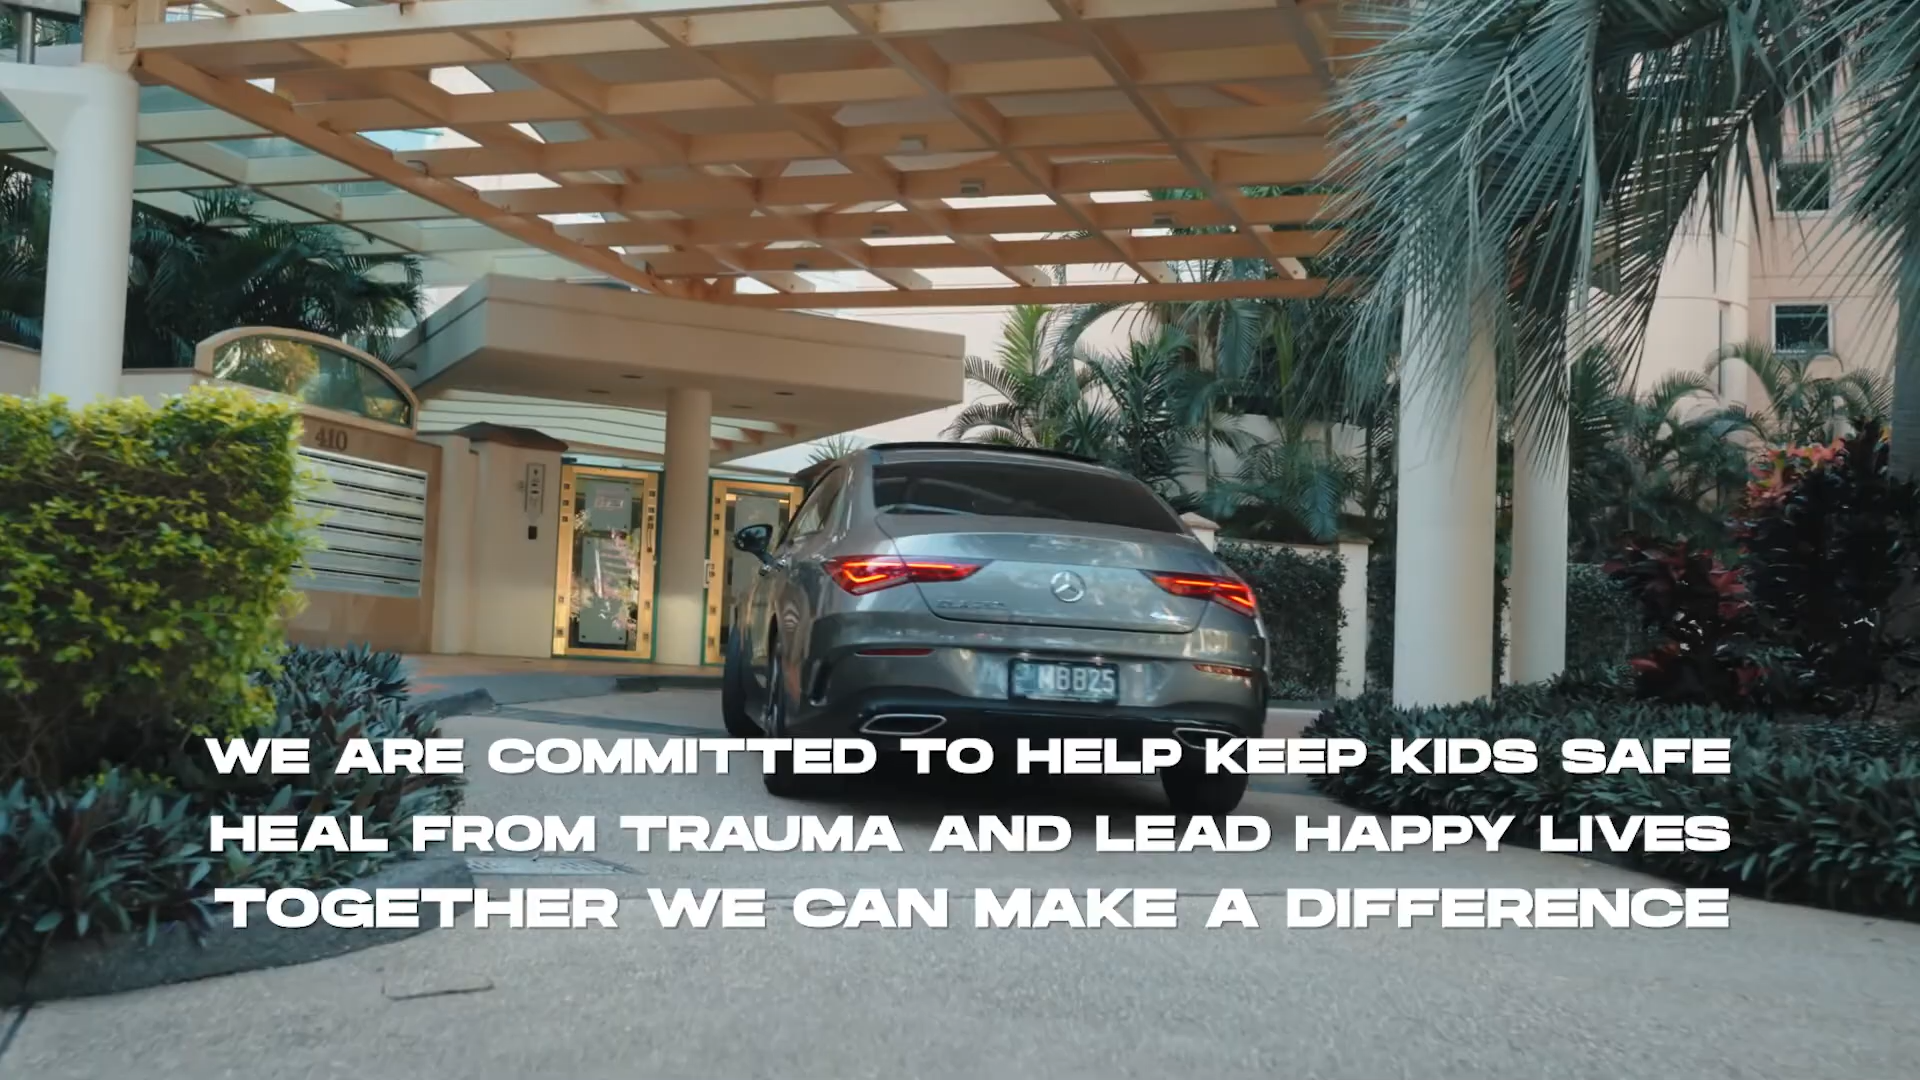 410
MBB25
WE ARE COMMITTED TO HELP KEEP KIDS SAFE
HEAL FROM TRAUMA AND LEAD HAPPY LIVES
TOGETHER WE CAN MAKE A DIFFERENCE